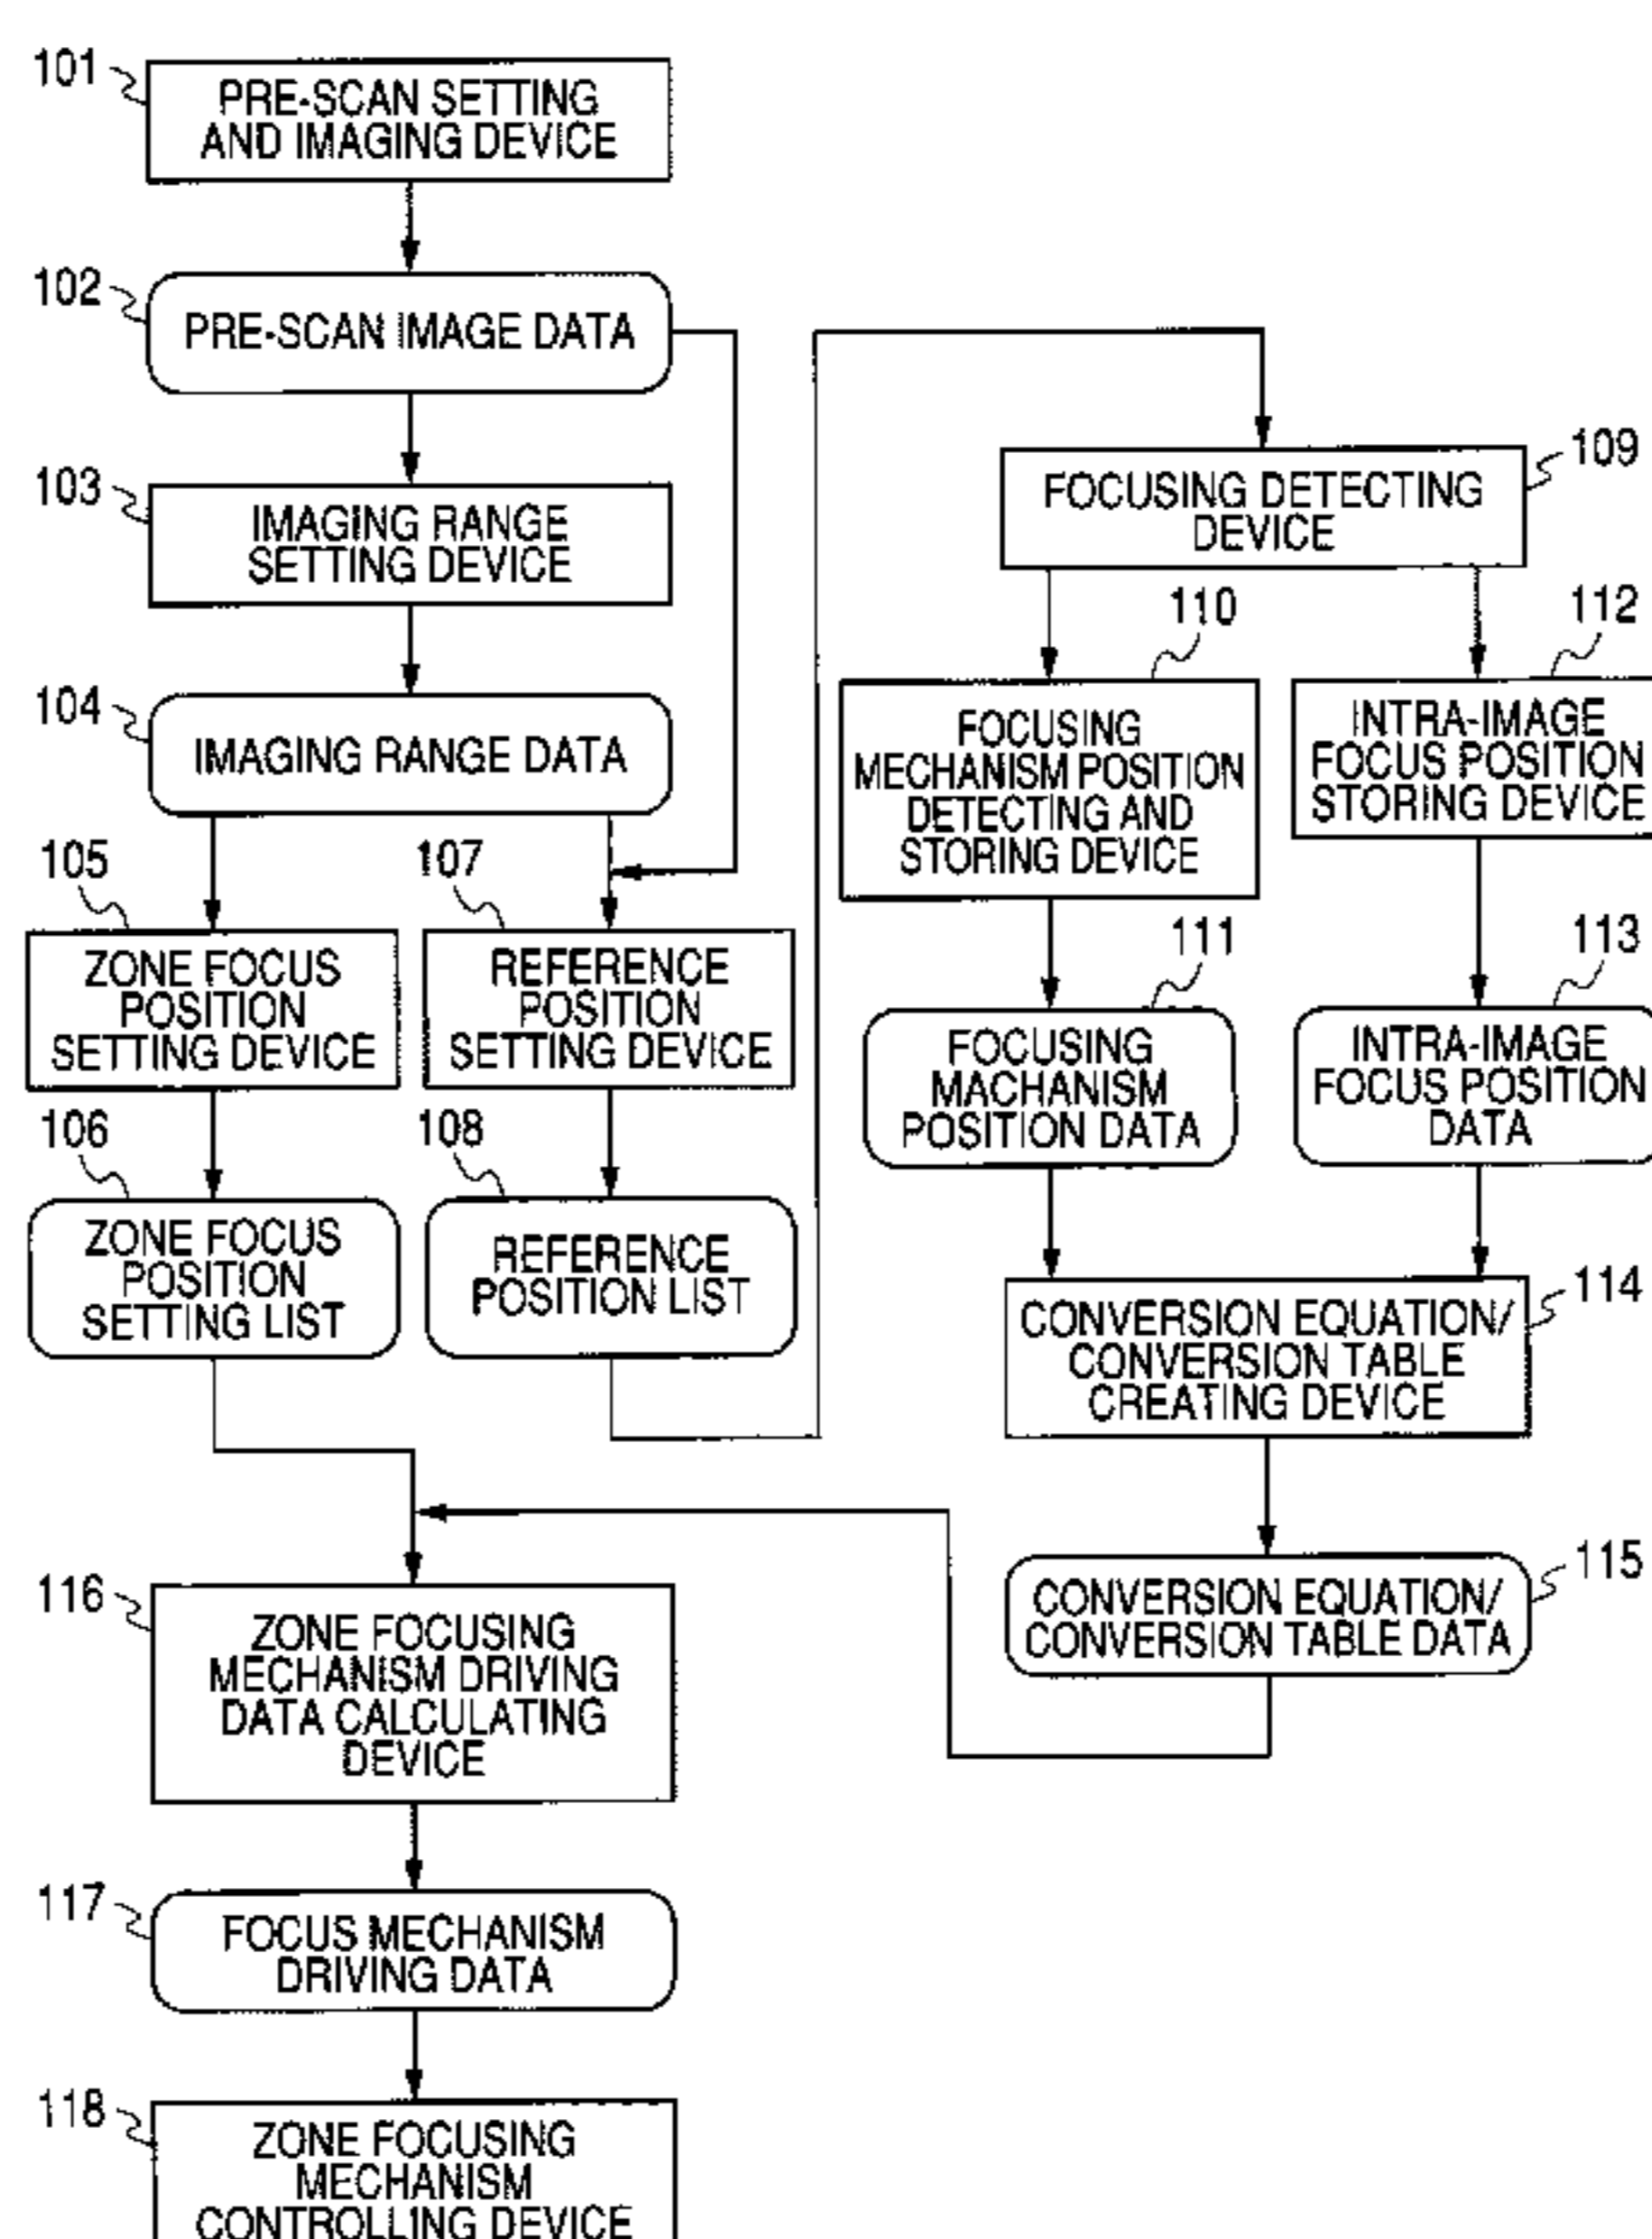 101
PRE-SCAN SETTING
AND IMAGING DEVICE
102
PRE-SCAN IMAGE DATA
103
IMAGING RANGE
SETTING DEVICE
104
IMAGING RANGE DATA
105
ZONE FOCUS
POSITION
SETTING DEVICE
107
REFERENCE
POSITION
SETTING DEVICE
106
ZONE FOCUS
POSITION
SETTING LIST
108
REFERENCE
POSITION LIST
109
FOCUSING DETECTING
DEVICE
110
FOCUSING
MECHANISM POSITION
DETECTING AND
STORING DEVICE
112
INTRA-IMAGE
FOCUS POSITION
STORING DEVICE
111
FOCUSING
MACHANISM
POSITION DATA
113
INTRA-IMAGE
FOCUS POSITION
DATA
114
CONVERSION EQUATION/
CONVERSION TABLE
CREATING DEVICE
115
CONVERSION EQUATION/
CONVERSION TABLE DATA
116
ZONE FOCUSING
MECHANISM DRIVING
DATA CALCULATING
DEVICE
117
FOCUS MECHANISM
DRIVING DATA
118
ZONE FOCUSING
MECHANISM
CONTROLLING DEVICE